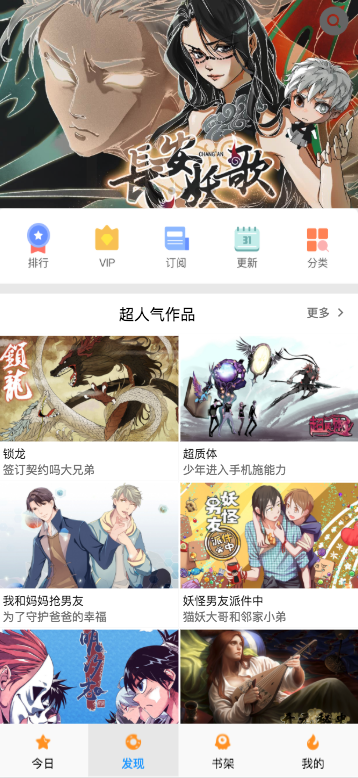 長安妖歌
CHANG'AN
排行
VIP
订阅
31
更新
分类
超人气作品
更多
鎖龍
锁龙
签订契约吗大兄弟
超质体
超质体
少年进入手机施能力
我和妈妈抢男友
为了守护爸爸的幸福
妖怪
男友
派件中
妖怪男友派件中
猫妖大哥和邻家小弟
今日
发现
书架
我的